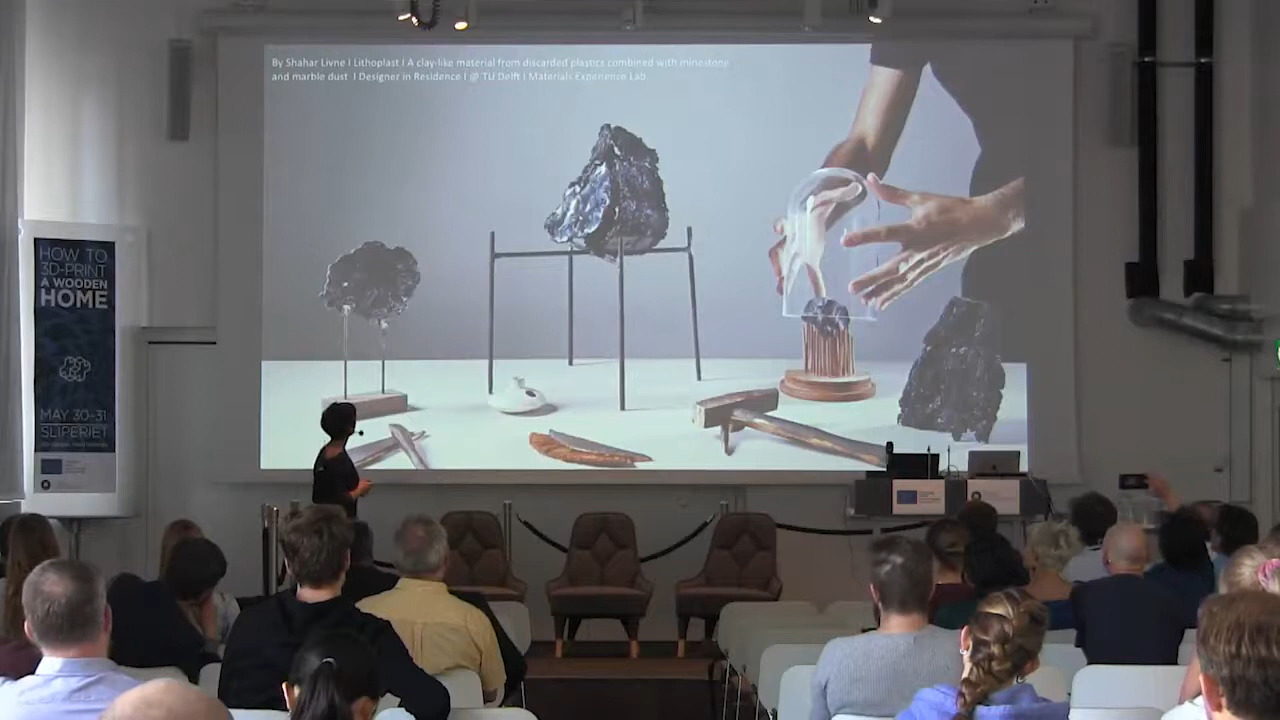 By Shahar Livne I Lithoplast I A clay-like material from discarded plastics combined with minestone
and marble dust I Designer in Residence I @ TU Delft I Materials Experience Lab.
HOW TO
3D-PRINT
A WOODEN
HOME
MAY 30-31
SLIPERIET